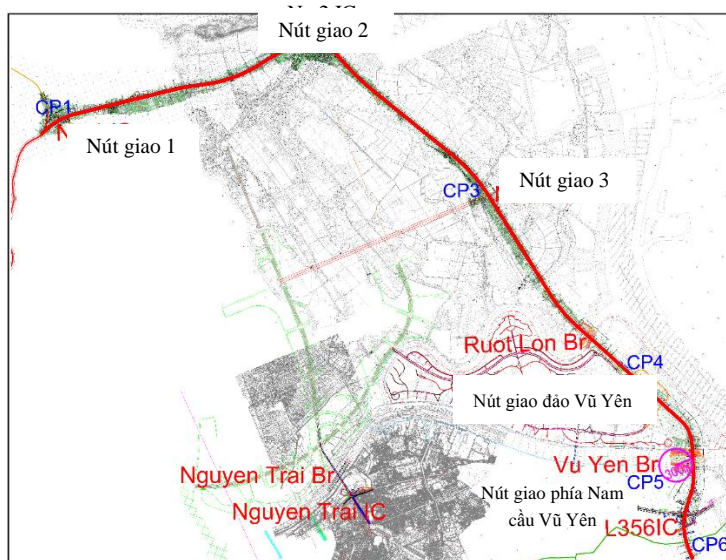 Nút giao 2
CP1
Nút giao 1
CP3
Nút giao 3
Ruot Lon Br
CP4
Nút giao đảo Vũ Yên
Vu Yen Br
Nguyen Trai Br
CP5
Nút giao phía Nam
cầu Vũ Yên
Nguyen Trai IC
L356IC
CP6